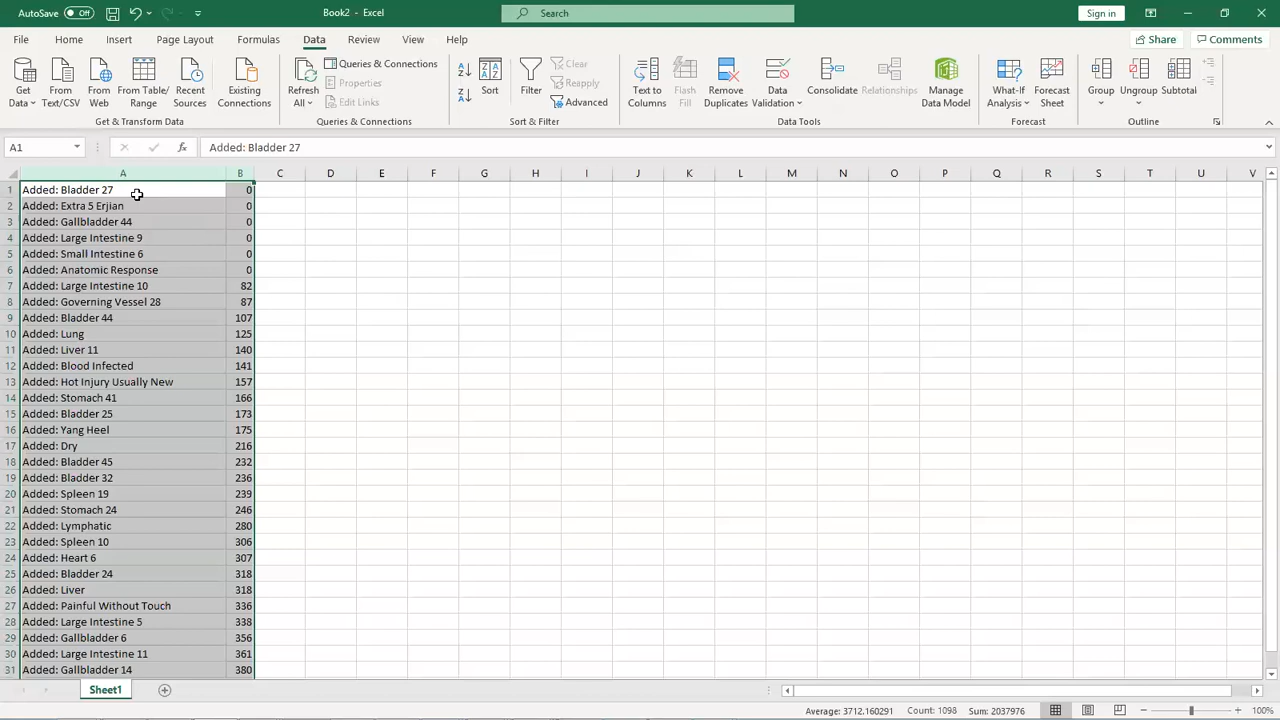 AutoSave Off Book2 - Excel Search Sign in
File Home Insert Page Layout Formulas Data Review View Help Share Comments
Get Data From Text/CSV From Web From Table/Range Recent Sources Existing Connections Refresh All Queries & Connections Properties Edit Links Sort Filter Clear Reapply Advanced Text to Columns Flash Fill Remove Duplicates Data Validation Consolidate Relationships Manage Data Model What-If Analysis Forecast Sheet Group Ungroup Subtotal
Get & Transform Data Queries & Connections Sort & Filter Data Tools Forecast Outline
A1 fx Added: Bladder 27
A B C D E F G H I J K L M N O P Q R S T U V
1 Added: Bladder 27 0
2 Added: Extra 5 Erjian 0
3 Added: Gallbladder 44 0
4 Added: Large Intestine 9 0
5 Added: Small Intestine 6 0
6 Added: Anatomic Response 0
7 Added: Large Intestine 10 82
8 Added: Governing Vessel 28 87
9 Added: Bladder 44 107
10 Added: Lung 125
11 Added: Liver 11 140
12 Added: Blood Infected 141
13 Added: Hot Injury Usually New 157
14 Added: Stomach 41 166
15 Added: Bladder 25 173
16 Added: Yang Heel 175
17 Added: Dry 216
18 Added: Bladder 45 232
19 Added: Bladder 32 236
20 Added: Spleen 19 239
21 Added: Stomach 24 246
22 Added: Lymphatic 280
23 Added: Spleen 10 306
24 Added: Heart 6 307
25 Added: Bladder 24 318
26 Added: Liver 318
27 Added: Painful Without Touch 336
28 Added: Large Intestine 5 338
29 Added: Gallbladder 6 356
30 Added: Large Intestine 11 361
31 Added: Gallbladder 14 380
Sheet1
Average: 3712.160291 Count: 1098 Sum: 2037976 100%